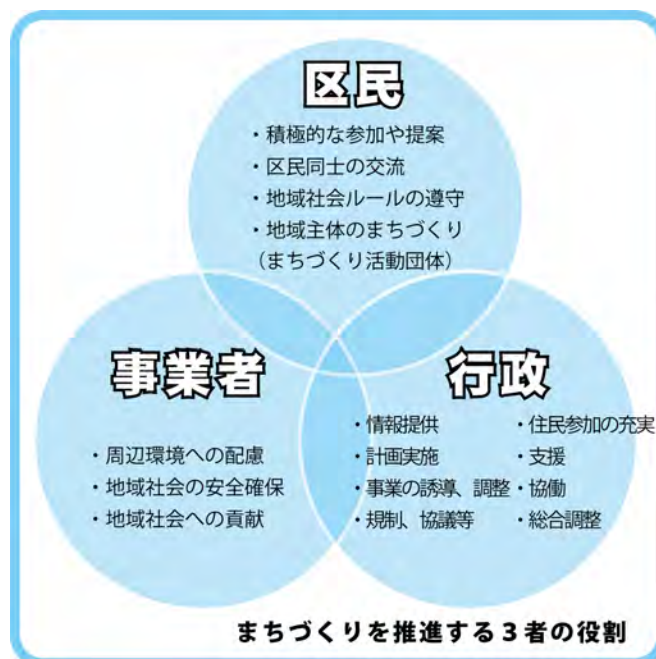 区民
・積極的な参加や提案
・区民同士の交流
・地域社会ルールの遵守
・地域主体のまちづくり
（まちづくり活動団体）
事業者
・周辺環境への配慮
・地域社会の安全確保
・地域社会への貢献
行政
・情報提供
・計画実施
・事業の誘導、調整
・規制、協議等
・住民参加の充実
・支援
・協働
・総合調整
まちづくりを推進する３者の役割